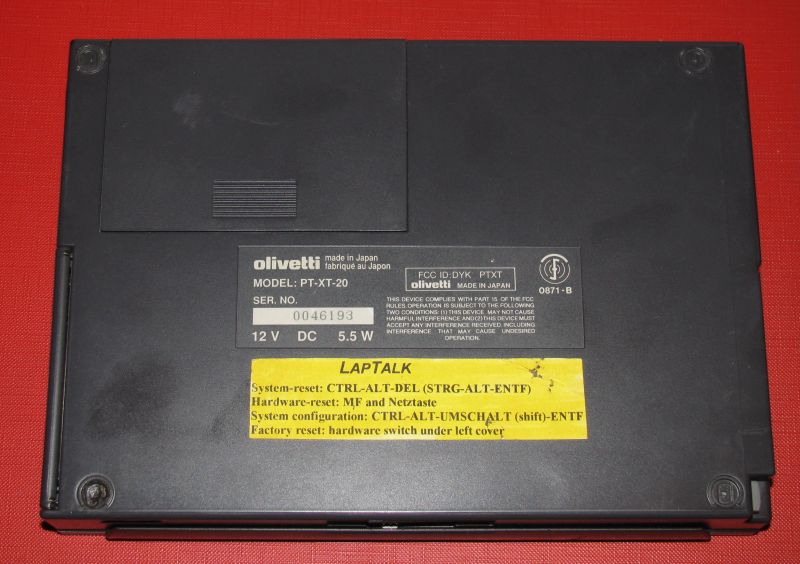 olivetti made in Japan
fabriqué au Japon
MODEL: PT-XT-20
SER. NO.
0046193
12 V DC 5.5 W
FCC ID:DYK PTXT
olivetti MADE IN JAPAN
0871-B
THIS DEVICE COMPLIES WITH PART 15 OF THE FCC
RULES OPERATION IS SUBJECT TO THE FOLLOWING
TWO CONDITIONS: (1) THIS DEVICE MAY NOT CAUSE
HARMFUL INTERFERENCE AND(2) THIS DEVICE MUST
ACCEPT ANY INTERFERENCE RECEIVED. INCLUDING
INTERFERENCE THAT MAY CAUSE UNDESIRED
OPERATION.
LAPTALK
System-reset: CTRL-ALT-DEL (STRG-ALT-ENTF)
Hardware-reset: MF and Netztaste
System configuration: CTRL-ALT-UMSCHALT (shift)-ENTF
Factory reset: hardware switch under left cover